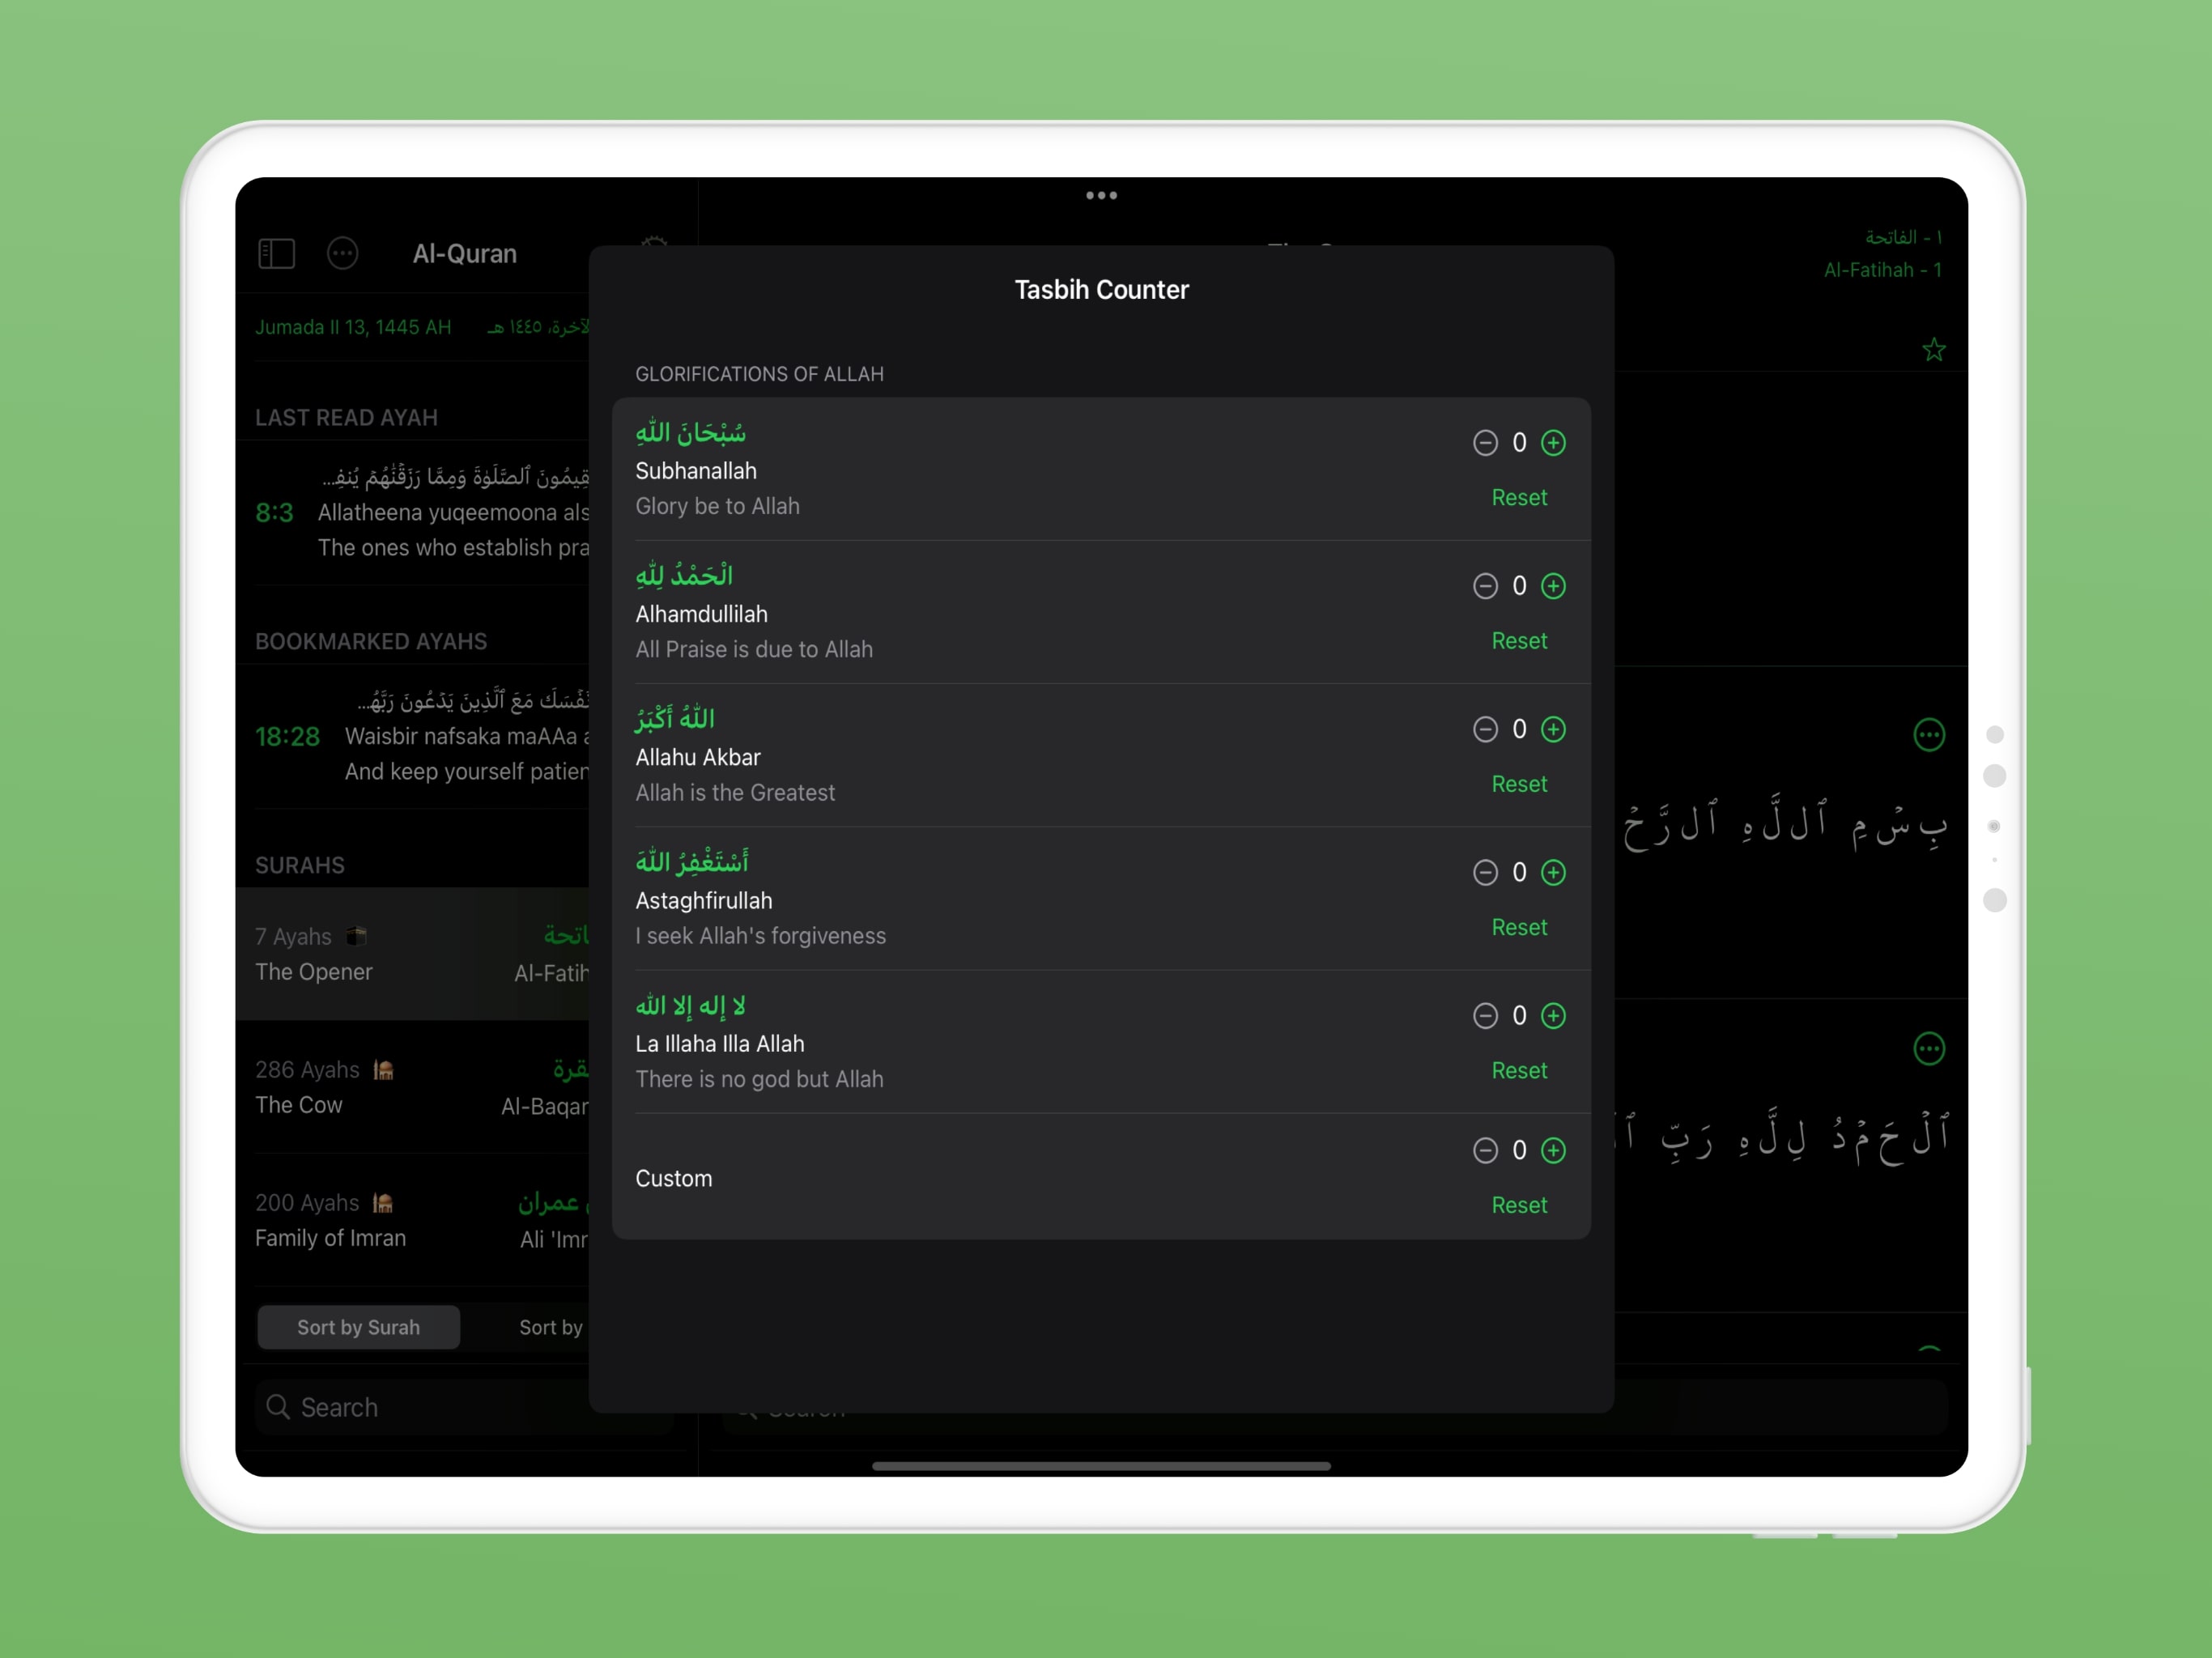 Al-Quran
Jumada II 13, 1445 AH
١٤٤٥ هـ
LAST READ AYAH
8:3
ٱلصَّلَوٰةَ وَمِمَّا رَزَقْنَٰهُمْ يُنفِـ...
Allatheena yuqeemoona als
The ones who establish pra
BOOKMARKED AYAHS
18:28
مَعَ ٱلَّذِينَ يَدْعُونَ رَبَّهُـ...
Waisbir nafsaka maAAa a
And keep yourself patien
SURAHS
7 Ayahs
The Opener
Al-Fatih
286 Ayahs
The Cow
Al-Baqar
200 Ayahs
عمران
Family of Imran
Ali 'Imr
Sort by Surah
Sort by
Search
Tasbih Counter
GLORIFICATIONS OF ALLAH
سُبْحَانَ اللَّهِ
Subhanallah
Glory be to Allah
0
Reset
الْحَمْدُ لِلَّهِ
Alhamdullilah
All Praise is due to Allah
0
Reset
اللَّهُ أَكْبَرُ
Allahu Akbar
Allah is the Greatest
0
Reset
أَسْتَغْفِرُ اللَّهَ
Astaghfirullah
I seek Allah's forgiveness
0
Reset
لا إله إلا الله
La Illaha Illa Allah
There is no god but Allah
0
Reset
Custom
0
Reset
١ - الفاتحة
Al-Fatihah - 1
بِسْمِ ٱللَّهِ ٱلرَّحْ
ٱلْحَمْدُ لِلَّهِ رَبِّ